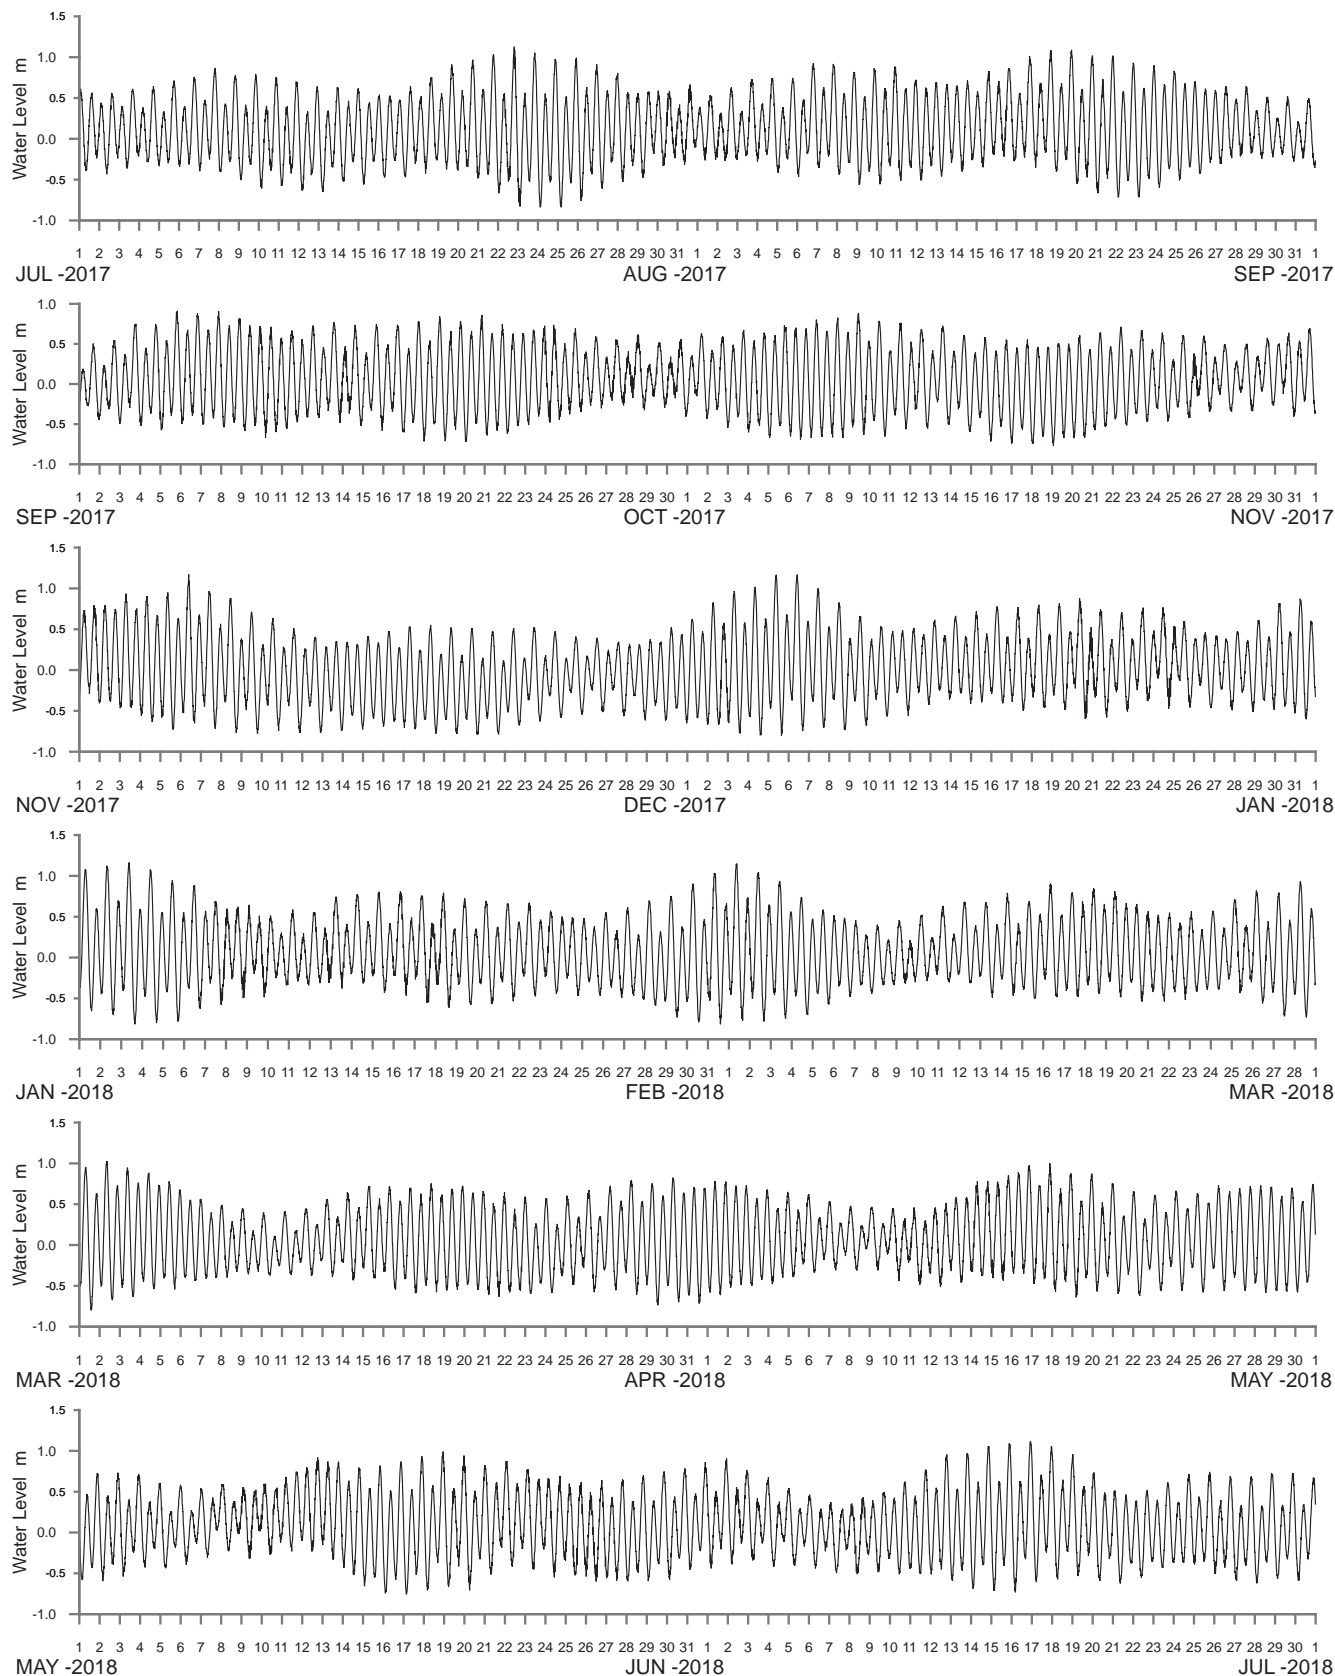 1.5
1.0
0.5
0.0
-0.5
-1.0
Water Level m
1 2 3 4 5 6 7 8 9 10 11 12 13 14 15 16 17 18 19 20 21 22 23 24 25 26 27 28 29 30 31 1 2 3 4 5 6 7 8 9 10 11 12 13 14 15 16 17 18 19 20 21 22 23 24 25 26 27 28 29 30 31 1
JUL -2017 AUG -2017 SEP -2017
1.0
0.5
0.0
-0.5
-1.0
Water Level m
1 2 3 4 5 6 7 8 9 10 11 12 13 14 15 16 17 18 19 20 21 22 23 24 25 26 27 28 29 30 1 2 3 4 5 6 7 8 9 10 11 12 13 14 15 16 17 18 19 20 21 22 23 24 25 26 27 28 29 30 31 1
SEP -2017 OCT -2017 NOV -2017
1.5
1.0
0.5
0.0
-0.5
-1.0
Water Level m
1 2 3 4 5 6 7 8 9 10 11 12 13 14 15 16 17 18 19 20 21 22 23 24 25 26 27 28 29 30 1 2 3 4 5 6 7 8 9 10 11 12 13 14 15 16 17 18 19 20 21 22 23 24 25 26 27 28 29 30 31 1
NOV -2017 DEC -2017 JAN -2018
1.5
1.0
0.5
0.0
-0.5
-1.0
Water Level m
1 2 3 4 5 6 7 8 9 10 11 12 13 14 15 16 17 18 19 20 21 22 23 24 25 26 27 28 29 30 31 1 2 3 4 5 6 7 8 9 10 11 12 13 14 15 16 17 18 19 20 21 22 23 24 25 26 27 28 1
JAN -2018 FEB -2018 MAR -2018
1.5
1.0
0.5
0.0
-0.5
-1.0
Water Level m
1 2 3 4 5 6 7 8 9 10 11 12 13 14 15 16 17 18 19 20 21 22 23 24 25 26 27 28 29 30 31 1 2 3 4 5 6 7 8 9 10 11 12 13 14 15 16 17 18 19 20 21 22 23 24 25 26 27 28 29 30 1
MAR -2018 APR -2018 MAY -2018
1.5
1.0
0.5
0.0
-0.5
-1.0
Water Level m
1 2 3 4 5 6 7 8 9 10 11 12 13 14 15 16 17 18 19 20 21 22 23 24 25 26 27 28 29 30 31 1 2 3 4 5 6 7 8 9 10 11 12 13 14 15 16 17 18 19 20 21 22 23 24 25 26 27 28 29 30 1
MAY -2018 JUN -2018 JUL -2018